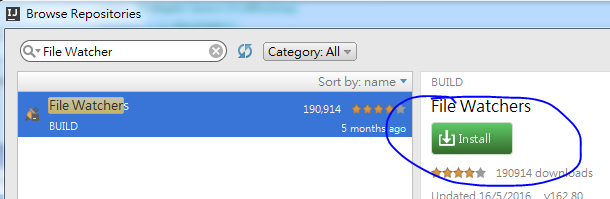 IJ Browse Repositories
File Watcher Category: All
Sort by: name
File Watchers 190,914
BUILD 5 months ago
BUILD
File Watchers
Install
190914 downloads
Updated 16/5/2016 v162.80